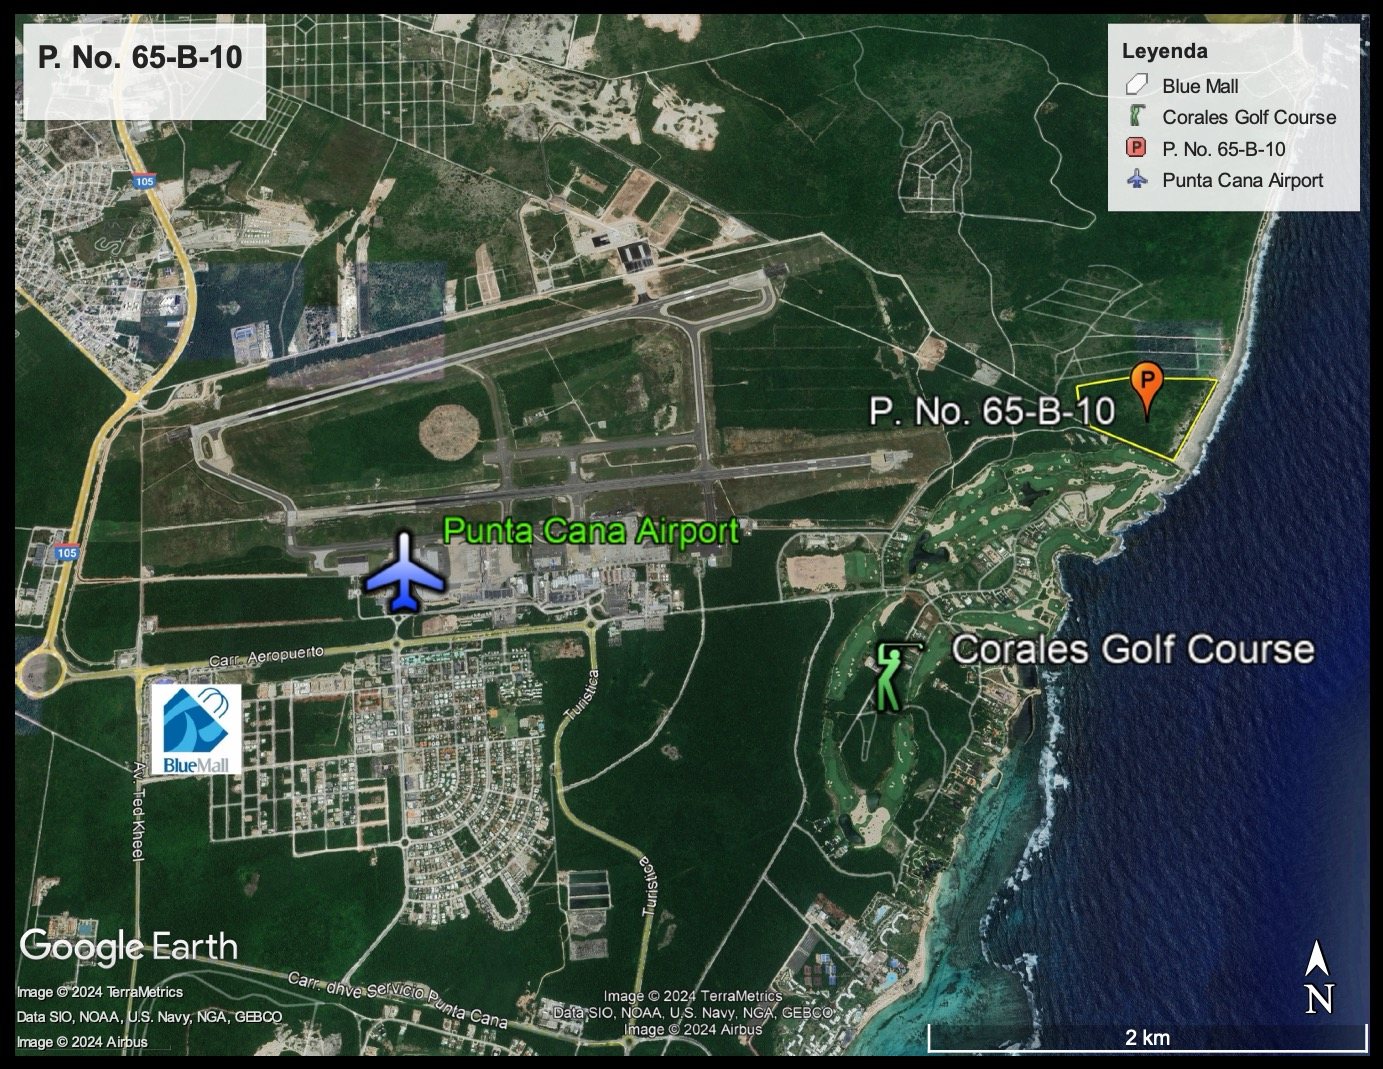 P. No. 65-B-10
Leyenda
Blue Mall
Corales Golf Course
P
P. No. 65-B-10
Punta Cana Airport
105
P
P. No. 65-B-10
Punta Cana Airport
105
Corales Golf Course
Carr. Aeropuerto
Turistica
BlueMall
Av. Ted Kheel
Turistica
Google Earth
Carr. dhve Servicio Punta Cana
Image © 2024 TerraMetrics
Data SIO, NOAA, U.S. Navy, NGA, GEBCO
Image © 2024 Airbus
Image © 2024 TerraMetrics
Data SIO, NOAA, U.S. Navy, NGA, GEBCO
Image © 2024 Airbus
N
2 km